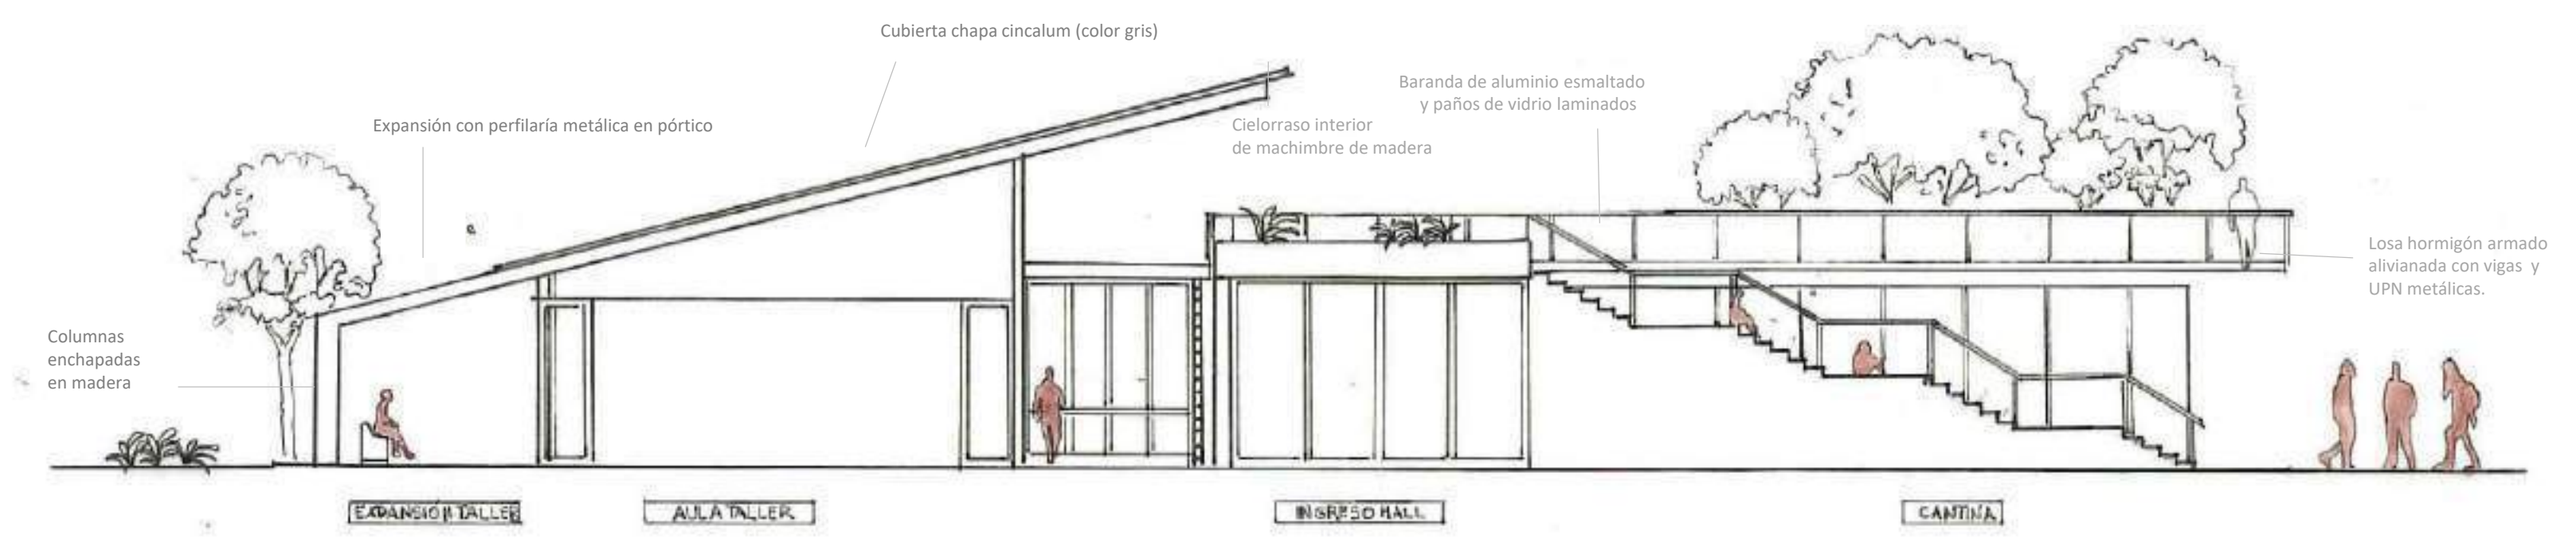 Cubierta chapa cincalum (color gris)
Baranda de aluminio esmaltado
y paños de vidrio laminados
Expansión con perfilaría metálica en pórtico
Cielorraso interior
de machimbre de madera
Losa hormigón armado
alivianada con vigas y
UPN metálicas.
Columnas
enchapadas
en madera
EXPANSIÓN TALLER
AULA TALLER
INGRESO HALL
CANTINA